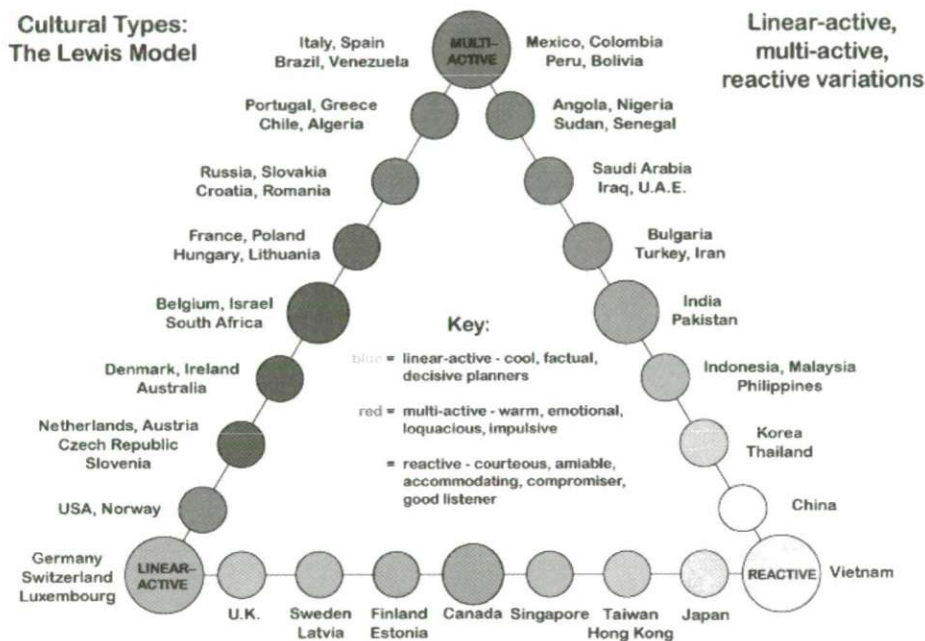 Cultural Types:
The Lewis Model
Linear-active,
multi-active,
reactive variations
MULTI-
ACTIVE
Italy, Spain
Brazil, Venezuela
Mexico, Colombia
Peru, Bolivia
Portugal, Greece
Chile, Algeria
Angola, Nigeria
Sudan, Senegal
Russia, Slovakia
Croatia, Romania
Saudi Arabia
Iraq, U.A.E.
France, Poland
Hungary, Lithuania
Bulgaria
Turkey, Iran
Belgium, Israel
South Africa
India
Pakistan
Denmark, Ireland
Australia
Indonesia, Malaysia
Philippines
Netherlands, Austria
Czech Republic
Slovenia
Korea
Thailand
USA, Norway
China
Key:
blue = linear-active - cool, factual,
decisive planners
red = multi-active - warm, emotional,
loquacious, impulsive
= reactive - courteous, amiable,
accommodating, compromiser,
good listener
Germany
Switzerland
Luxembourg
LINEAR-
ACTIVE
U.K.
Sweden
Latvia
Finland
Estonia
Canada
Singapore
Taiwan
Hong Kong
Japan
REACTIVE
Vietnam